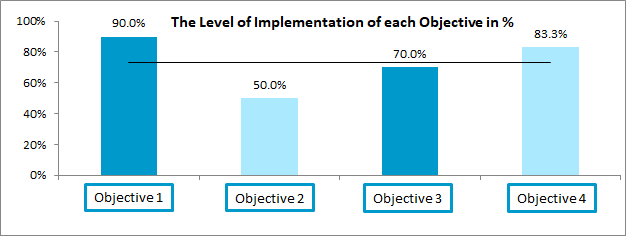 The Level of Implementation of each Objective in %
100%
80%
60%
40%
20%
0%
90.0%
50.0%
70.0%
83.3%
Objective 1
Objective 2
Objective 3
Objective 4